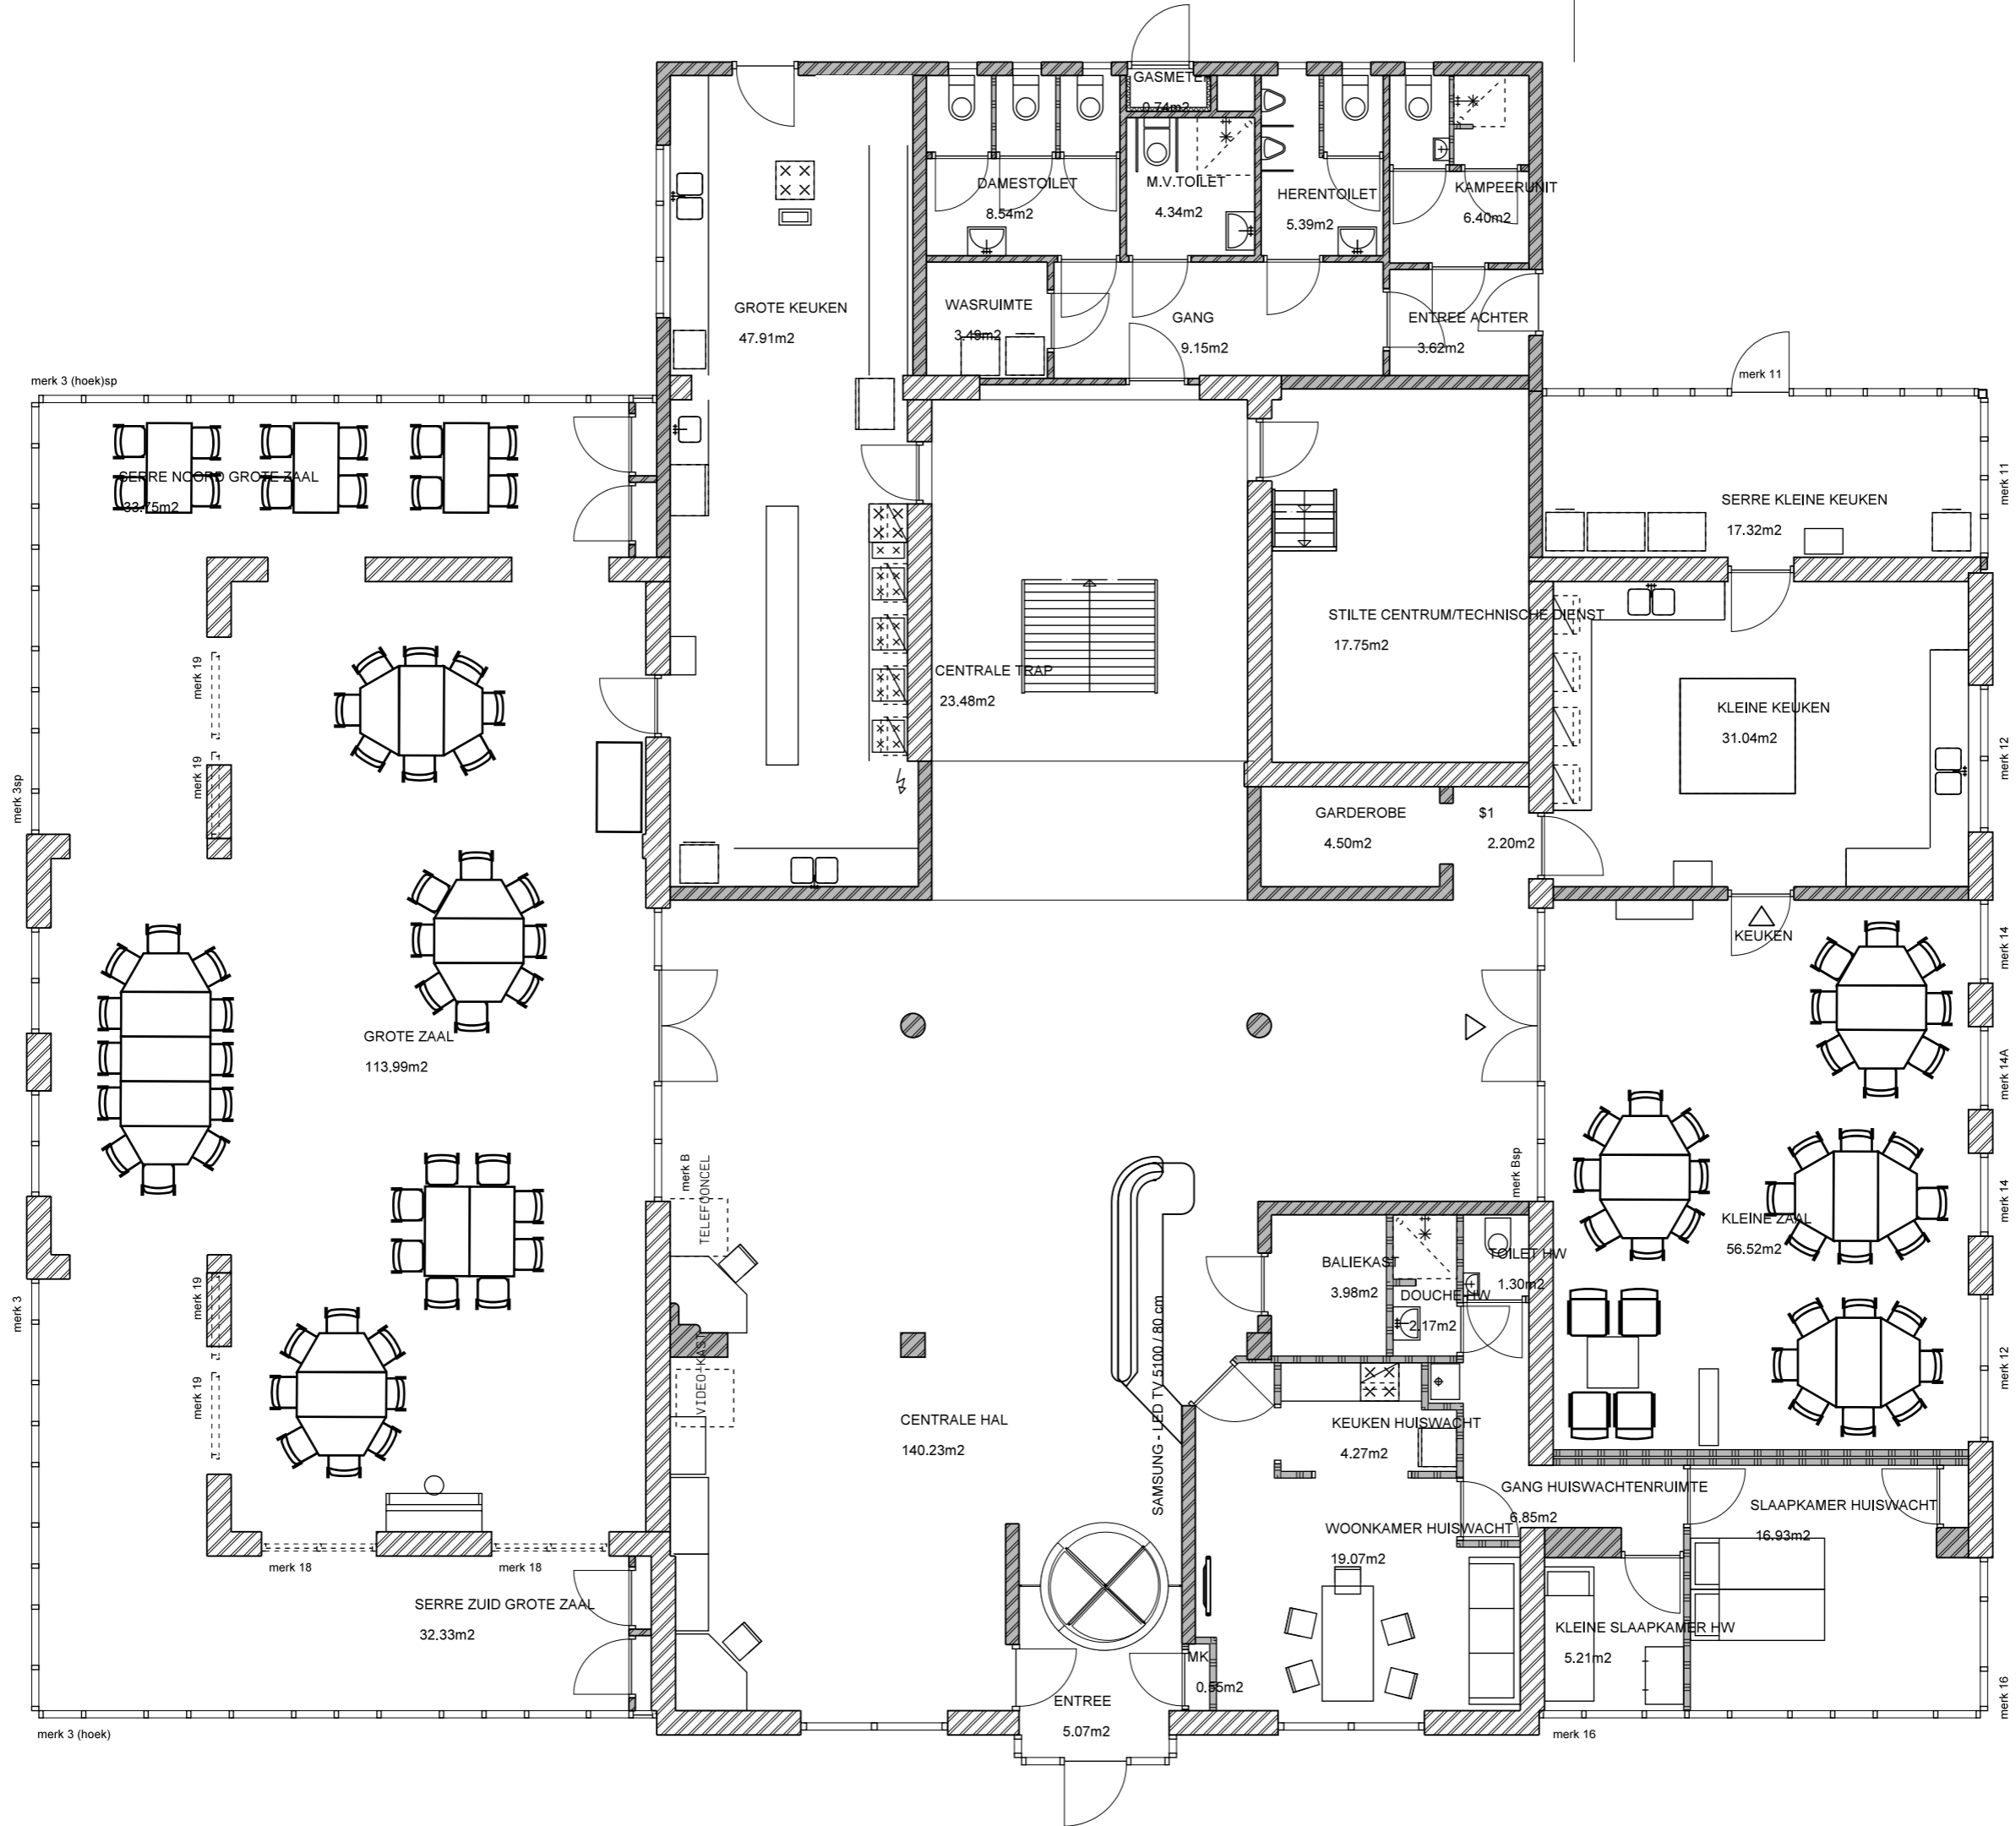 GASMETER
0.74m2
DAMESTOILET
8.54m2
M.V.TOILET
4.34m2
HERENTOILET
5.39m2
KAMPEERUNIT
6.40m2
GROTE KEUKEN
47.91m2
WASRUIMTE
3.49m2
GANG
9.15m2
ENTREE ACHTER
3.62m2
merk 3 (hoek)sp
merk 11
SERRE NOORD GROTE ZAAL
33.75m2
SERRE KLEINE KEUKEN
17.32m2
merk 11
STILTE CENTRUM/TECHNISCHE DIENST
17.75m2
CENTRALE TRAP
23.48m2
KLEINE KEUKEN
31.04m2
merk 19
merk 19
merk 3sp
merk 12
GARDEROBE
4.50m2
$1
2.20m2
KEUKEN
merk 14
GROTE ZAAL
113.99m2
merk 14A
merk B
TELEFOONCEL
merk Bsp
merk 14
KLEINE ZAAL
56.52m2
BALIEKAST
3.98m2
TOILET HW
1.30m2
DOUCHE HW
2.17m2
merk 3
merk 19
merk 19
VIDEO-KAST
SAMSUNG - LED TV 5100 / 80 cm
merk 12
CENTRALE HAL
140.23m2
KEUKEN HUISWACHT
4.27m2
GANG HUISWACHTENRUIMTE
6.85m2
SLAAPKAMER HUISWACHT
16.93m2
WOONKAMER HUISWACHT
19.07m2
merk 18
merk 18
SERRE ZUID GROTE ZAAL
32.33m2
KLEINE SLAAPKAMER HW
5.21m2
MK
0.55m2
ENTREE
5.07m2
merk 16
merk 3 (hoek)
merk 16